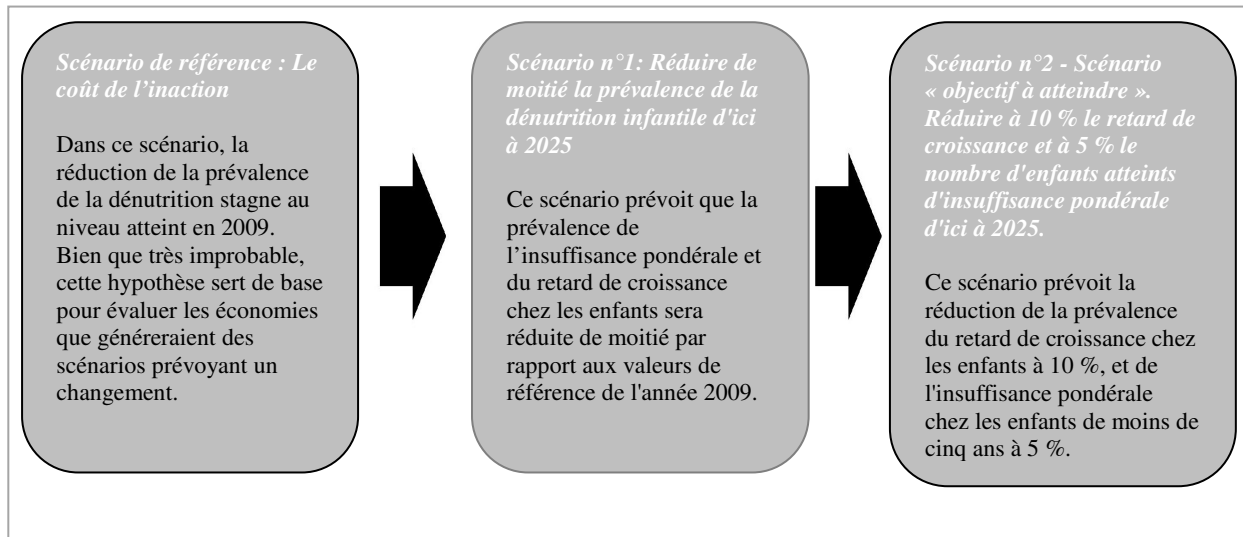 Scénario de référence : Le
coût de l’inaction
Dans ce scénario, la
réduction de la prévalence
de la dénutrition stagne au
niveau atteint en 2009.
Bien que très improbable,
cette hypothèse sert de base
pour évaluer les économies
que généreraient des
scénarios prévoyant un
changement.
Scénario n°1: Réduire de
moitié la prévalence de la
dénutrition infantile d'ici
à 2025
Ce scénario prévoit que la
prévalence de
l’insuffisance pondérale et
du retard de croissance
chez les enfants sera
réduite de moitié par
rapport aux valeurs de
référence de l'année 2009.
Scénario n°2 - Scénario
« objectif à atteindre ».
Réduire à 10 % le retard de
croissance et à 5 % le
nombre d'enfants atteints
d'insuffisance pondérale
d'ici à 2025.
Ce scénario prévoit la
réduction de la prévalence
du retard de croissance chez
les enfants à 10 %, et de
l'insuffisance pondérale
chez les enfants de moins de
cinq ans à 5 %.